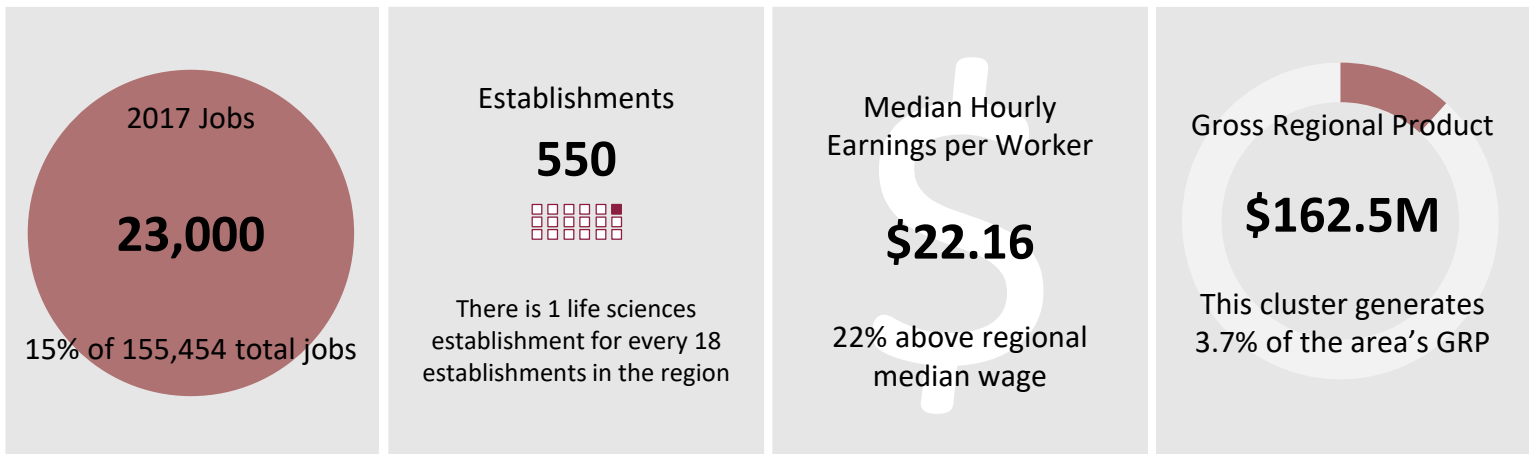 2017 Jobs
23,000
15% of 155,454 total jobs
Establishments
550
There is 1 life sciences
establishment for every 18
establishments in the region
Median Hourly
Earnings per Worker
$
$22.16
22% above regional
median wage
Gross Regional Product
$162.5M
This cluster generates
3.7% of the area’s GRP